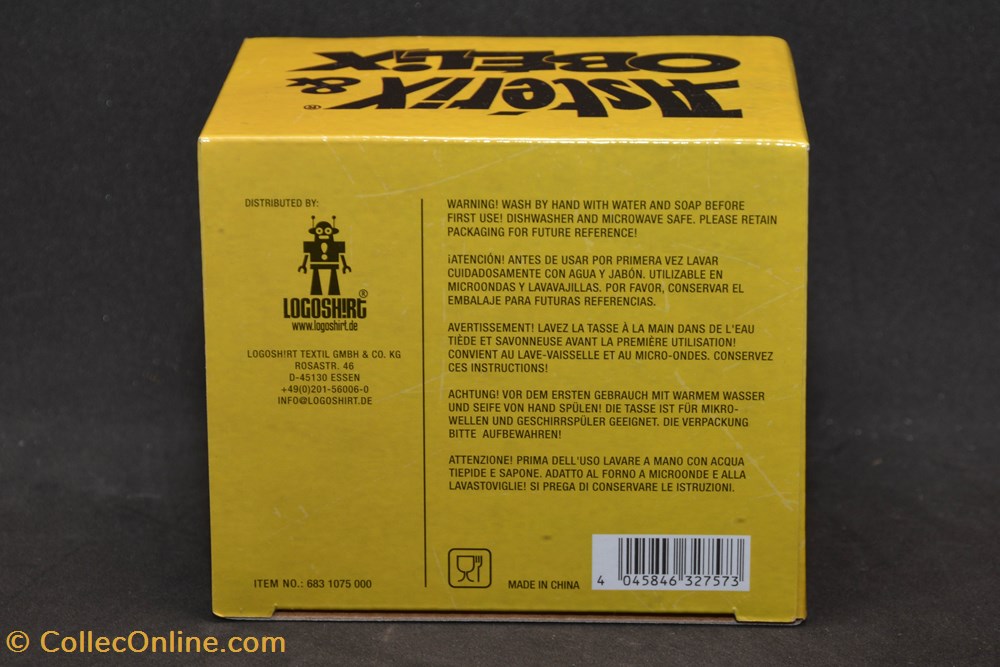 Astérix &®
OBELIX
DISTRIBUTED BY:
LOGOSH!RT®
www.logoshirt.de
LOGOSH!RT TEXTIL GMBH & CO. KG
ROSASTR. 46
D-45130 ESSEN
+49(0)201-56006-0
INFO@LOGOSHIRT.DE
ITEM NO.: 683 1075 000
WARNING! WASH BY HAND WITH WATER AND SOAP BEFORE
FIRST USE! DISHWASHER AND MICROWAVE SAFE. PLEASE RETAIN
PACKAGING FOR FUTURE REFERENCE!
¡ATENCIÓN! ANTES DE USAR POR PRIMERA VEZ LAVAR
CUIDADOSAMENTE CON AGUA Y JABÓN. UTILIZABLE EN
MICROONDAS Y LAVAVAJILLAS. POR FAVOR, CONSERVAR EL
EMBALAJE PARA FUTURAS REFERENCIAS.
AVERTISSEMENT! LAVEZ LA TASSE À LA MAIN DANS DE L'EAU
TIÈDE ET SAVONNEUSE AVANT LA PREMIÈRE UTILISATION!
CONVIENT AU LAVE-VAISSELLE ET AU MICRO-ONDES. CONSERVEZ
CES INSTRUCTIONS!
ACHTUNG! VOR DEM ERSTEN GEBRAUCH MIT WARMEM WASSER
UND SEIFE VON HAND SPÜLEN! DIE TASSE IST FÜR MIKRO-
WELLEN UND GESCHIRRSPÜLER GEEIGNET. DIE VERPACKUNG
BITTE AUFBEWAHREN!
ATTENZIONE! PRIMA DELL'USO LAVARE A MANO CON ACQUA
TIEPIDE E SAPONE. ADATTO AL FORNO A MICROONDE E ALLA
LAVASTOVIGLIE! SI PREGA DI CONSERVARE LE ISTRUZIONI.
MADE IN CHINA
4 045846 327573
© CollecOnline.com